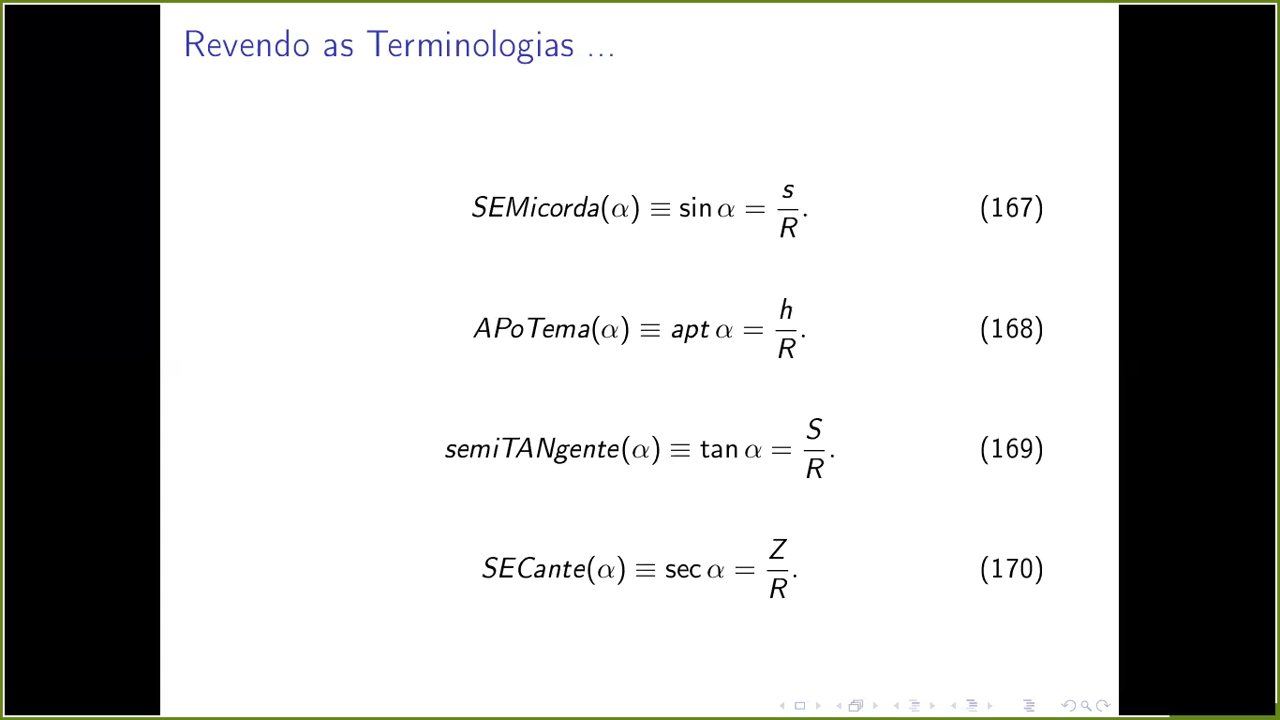 Revendo as Terminologias ...
SEMicorda(α) ≡ sin α = s/R. (167)
APoTema(α) ≡ apt α = h/R. (168)
semiTANgente(α) ≡ tan α = S/R. (169)
SECante(α) ≡ sec α = Z/R. (170)